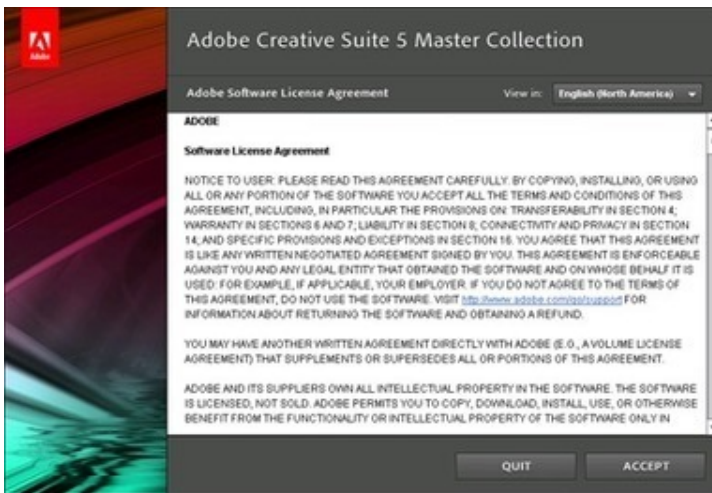 Adobe
Adobe Creative Suite 5 Master Collection
Adobe Software License Agreement
View in: English (North America)
ADOBE
Software License Agreement
NOTICE TO USER: PLEASE READ THIS AGREEMENT CAREFULLY. BY COPYING, INSTALLING, OR USING
ALL OR ANY PORTION OF THE SOFTWARE YOU ACCEPT ALL THE TERMS AND CONDITIONS OF THIS
AGREEMENT, INCLUDING, IN PARTICULAR THE PROVISIONS ON: TRANSFERABILITY IN SECTION 4;
WARRANTY IN SECTIONS 6 AND 7; LIABILITY IN SECTION 8; CONNECTIVITY AND PRIVACY IN SECTION
14; AND SPECIFIC PROVISIONS AND EXCEPTIONS IN SECTION 16. YOU AGREE THAT THIS AGREEMENT
IS LIKE ANY WRITTEN NEGOTIATED AGREEMENT SIGNED BY YOU. THIS AGREEMENT IS ENFORCEABLE
AGAINST YOU AND ANY LEGAL ENTITY THAT OBTAINED THE SOFTWARE AND ON WHOSE BEHALF IT IS
USED: FOR EXAMPLE, IF APPLICABLE, YOUR EMPLOYER. IF YOU DO NOT AGREE TO THE TERMS OF
THIS AGREEMENT, DO NOT USE THE SOFTWARE. VISIT http://www.adobe.com/go/support FOR
INFORMATION ABOUT RETURNING THE SOFTWARE AND OBTAINING A REFUND.
YOU MAY HAVE ANOTHER WRITTEN AGREEMENT DIRECTLY WITH ADOBE (E.G., A VOLUME LICENSE
AGREEMENT) THAT SUPPLEMENTS OR SUPERSEDES ALL OR PORTIONS OF THIS AGREEMENT.
ADOBE AND ITS SUPPLIERS OWN ALL INTELLECTUAL PROPERTY IN THE SOFTWARE. THE SOFTWARE
IS LICENSED, NOT SOLD. ADOBE PERMITS YOU TO COPY, DOWNLOAD, INSTALL, USE, OR OTHERWISE
BENEFIT FROM THE FUNCTIONALITY OR INTELLECTUAL PROPERTY OF THE SOFTWARE ONLY IN
QUIT
ACCEPT